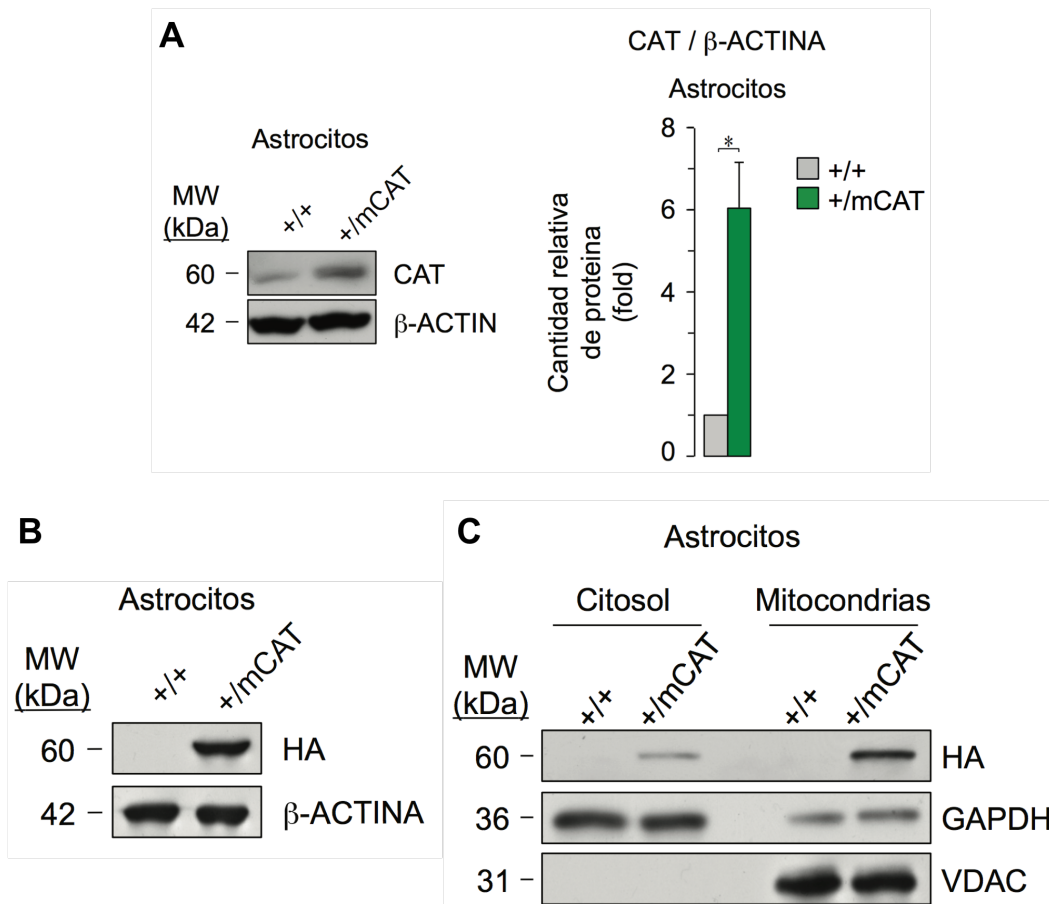 A
CAT / β-ACTINA
Astrocitos
Astrocitos
MW
(kDa)
+/+
+/mCAT
60
CAT
42
β-ACTIN
Cantidad relativa
de proteina
(fold)
8
6
4
2
0
*
+/+
+/mCAT
B
Astrocitos
MW
(kDa)
+/+
+/mCAT
60
HA
42
β-ACTINA
C
Astrocitos
Citosol
Mitocondrias
MW
(kDa)
+/+
+/mCAT
+/+
+/mCAT
60
HA
36
GAPDH
31
VDAC